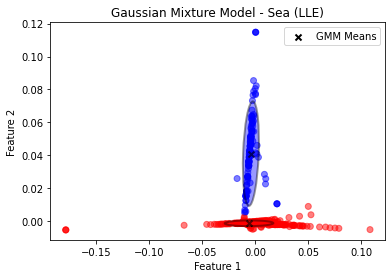 Gaussian Mixture Model - Sea (LLE)
GMM Means
0.12
0.10
0.08
0.06
0.04
0.02
0.00
Feature 2
−0.15 −0.10 −0.05 0.00 0.05 0.10
Feature 1